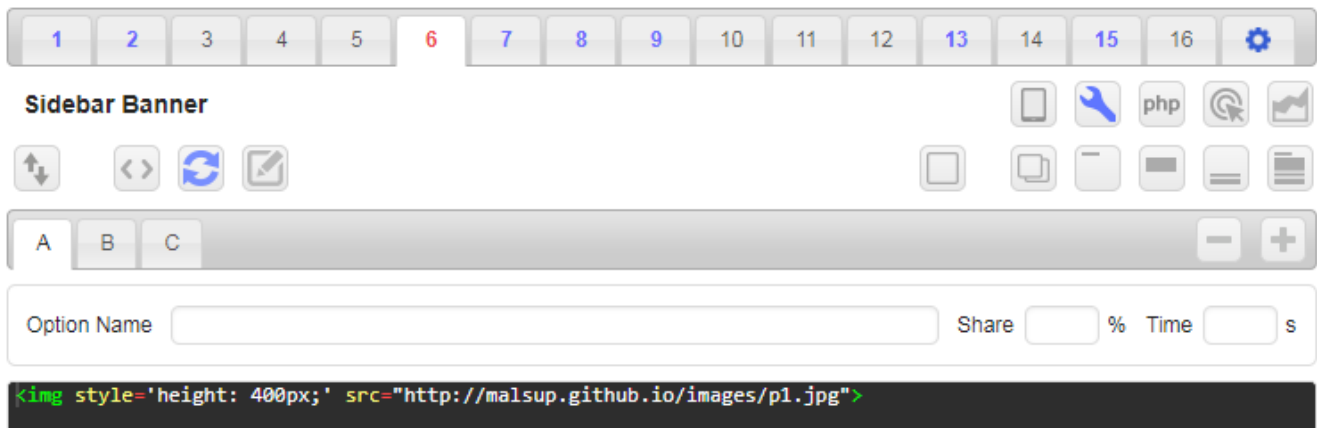 1 2 3 4 5 6 7 8 9 10 11 12 13 14 15 16
Sidebar Banner
php
A B C
Option Name Share % Time s
<img style='height: 400px;' src="http://malsup.github.io/images/p1.jpg">